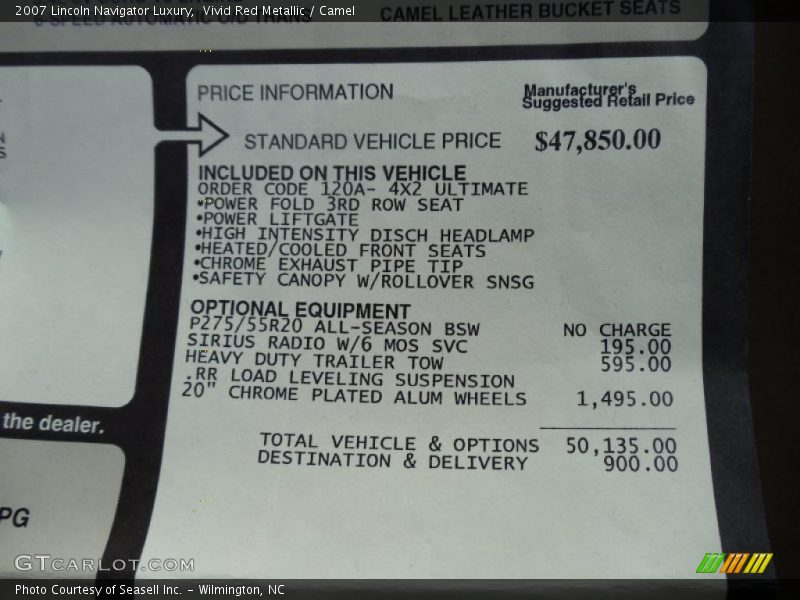 2007 Lincoln Navigator Luxury, Vivid Red Metallic / Camel
6 SPEED AUTOMATIC O/D TRANS
CAMEL LEATHER BUCKET SEATS
PRICE INFORMATION
Manufacturer's
Suggested Retail Price
STANDARD VEHICLE PRICE $47,850.00
INCLUDED ON THIS VEHICLE
ORDER CODE 120A- 4X2 ULTIMATE
•POWER FOLD 3RD ROW SEAT
•POWER LIFTGATE
•HIGH INTENSITY DISCH HEADLAMP
•HEATED/COOLED FRONT SEATS
•CHROME EXHAUST PIPE TIP
•SAFETY CANOPY W/ROLLOVER SNSG
OPTIONAL EQUIPMENT
P275/55R20 ALL-SEASON BSW NO CHARGE
SIRIUS RADIO W/6 MOS SVC 195.00
HEAVY DUTY TRAILER TOW 595.00
.RR LOAD LEVELING SUSPENSION
20" CHROME PLATED ALUM WHEELS 1,495.00
the dealer.
TOTAL VEHICLE & OPTIONS 50,135.00
DESTINATION & DELIVERY 900.00
PG
GTCARLOT.COM
Photo Courtesy of Seasell Inc. - Wilmington, NC